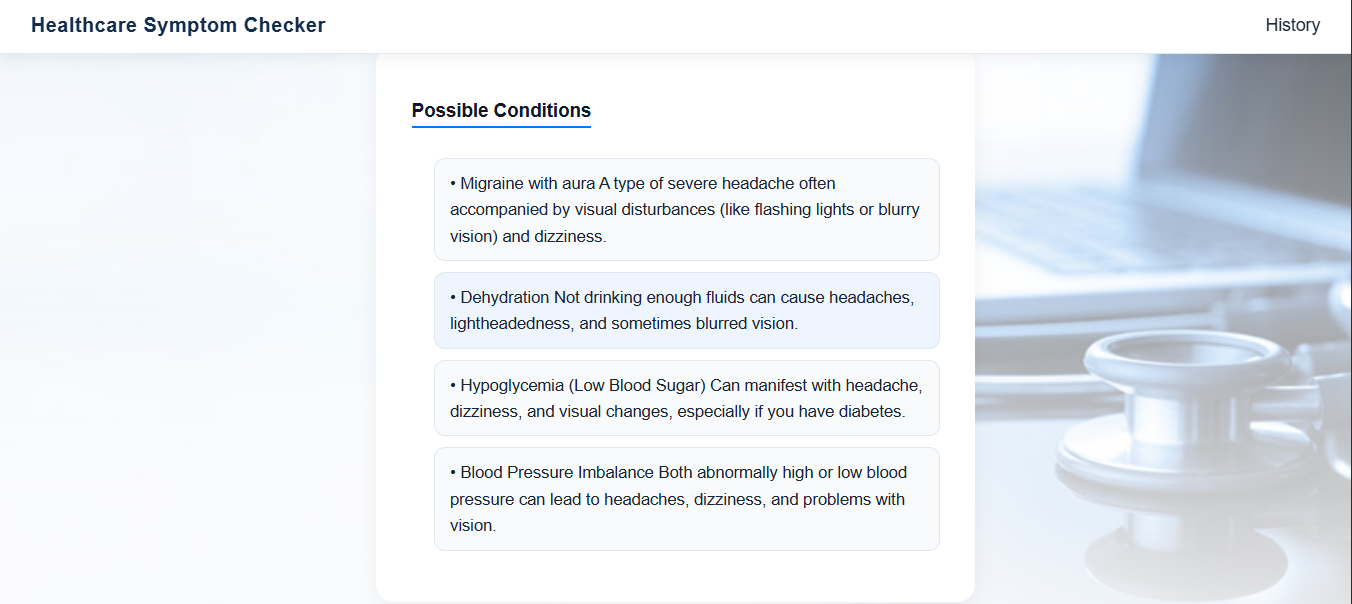 Healthcare Symptom Checker
History
Possible Conditions
• Migraine with aura A type of severe headache often
accompanied by visual disturbances (like flashing lights or blurry
vision) and dizziness.
• Dehydration Not drinking enough fluids can cause headaches,
lightheadedness, and sometimes blurred vision.
• Hypoglycemia (Low Blood Sugar) Can manifest with headache,
dizziness, and visual changes, especially if you have diabetes.
• Blood Pressure Imbalance Both abnormally high or low blood
pressure can lead to headaches, dizziness, and problems with
vision.